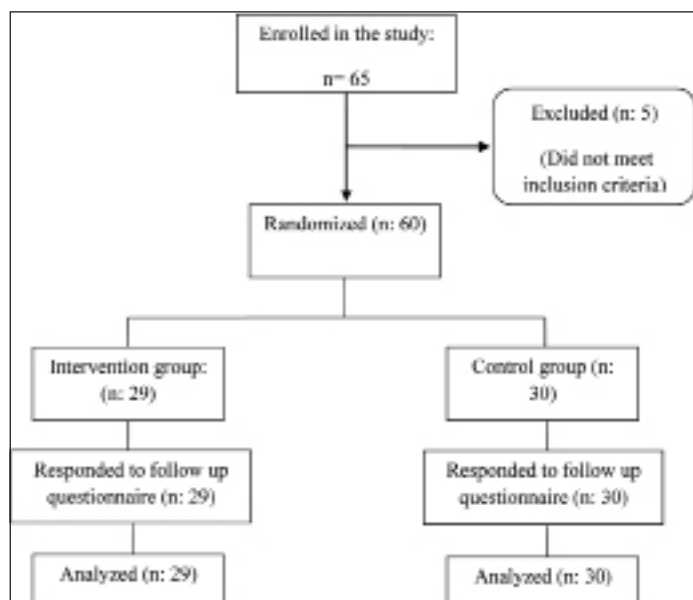 Enrolled in the study:
n= 65
Excluded (n: 5)
(Did not meet
inclusion criteria)
Randomized (n: 60)
Intervention group:
(n: 29)
Control group (n:
30)
Responded to follow up
questionnaire (n: 29)
Responded to follow up
questionnaire (n: 30)
Analyzed (n: 29)
Analyzed (n: 30)